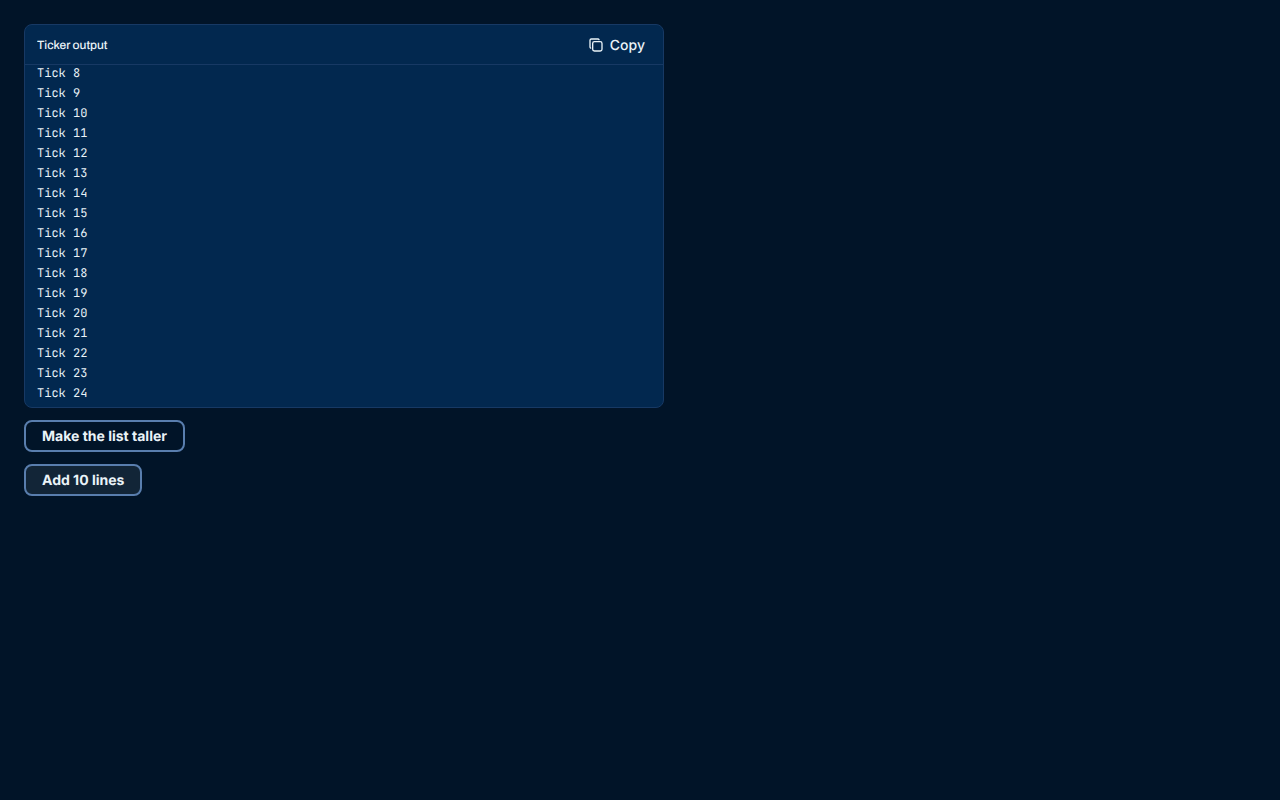 Ticker output
Copy
Tick 8
Tick 9
Tick 10
Tick 11
Tick 12
Tick 13
Tick 14
Tick 15
Tick 16
Tick 17
Tick 18
Tick 19
Tick 20
Tick 21
Tick 22
Tick 23
Tick 24
Make the list taller
Add 10 lines